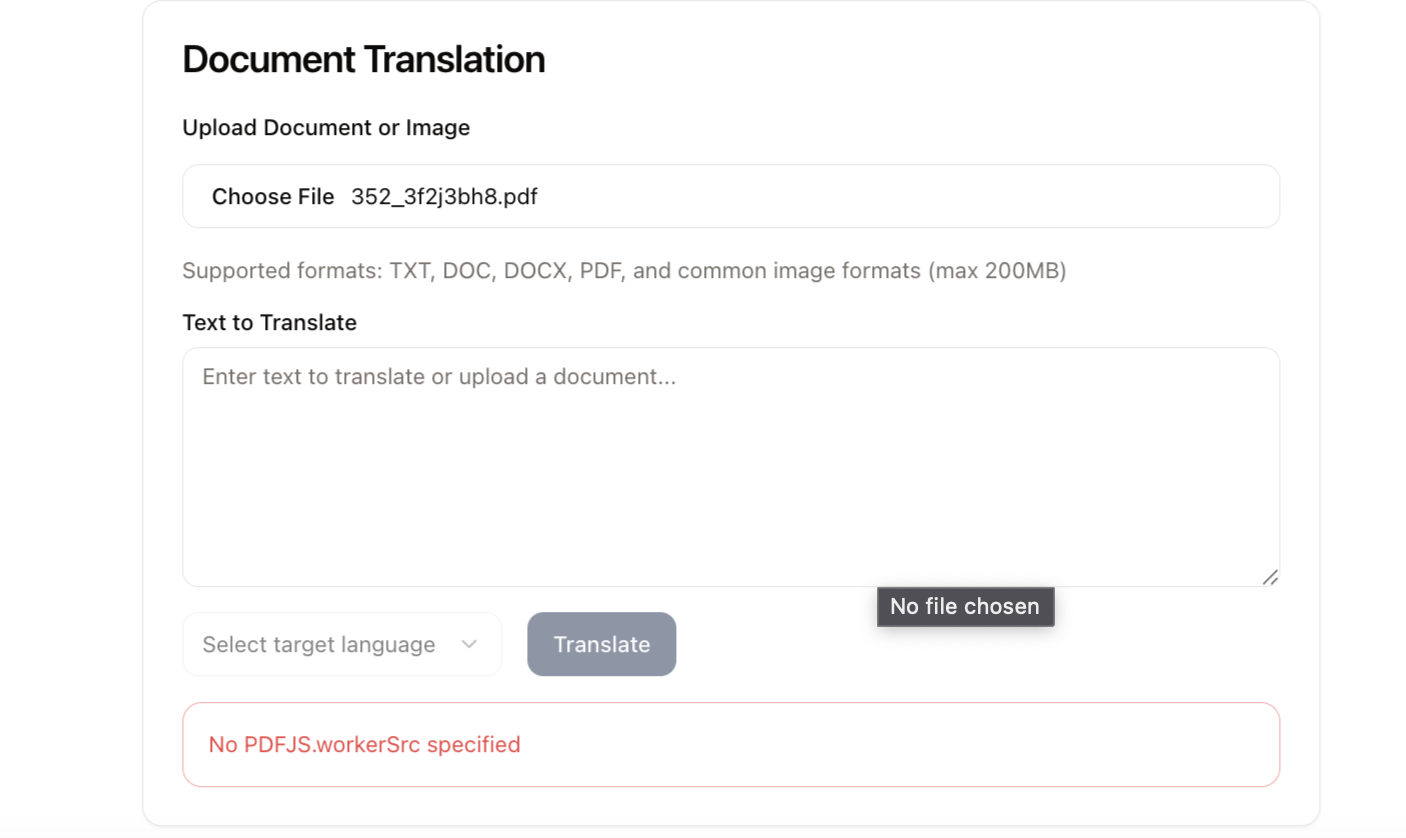 Document Translation
Upload Document or Image
Choose File 352_3f2j3bh8.pdf
Supported formats: TXT, DOC, DOCX, PDF, and common image formats (max 200MB)
Text to Translate
Enter text to translate or upload a document...
No file chosen
Select target language
Translate
No PDFJS.workerSrc specified